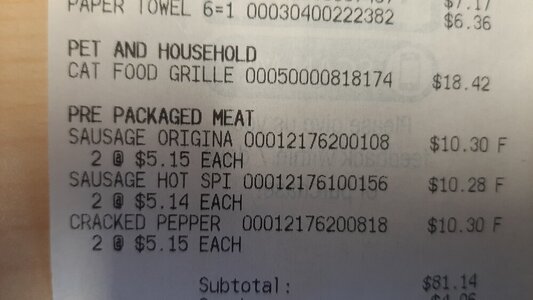 PAPER TOWEL 6=1 00030400222382 $7.17
$6.36
PET AND HOUSEHOLD
CAT FOOD GRILLE 00050000818174 $18.42
PRE PACKAGED MEAT
SAUSAGE ORIGINA 00012176200108 $10.30 F
2 @ $5.15 EACH
SAUSAGE HOT SPI 00012176100156 $10.28 F
2 @ $5.14 EACH
CRACKED PEPPER 00012176200818 $10.30 F
2 @ $5.15 EACH
Subtotal: $81.14